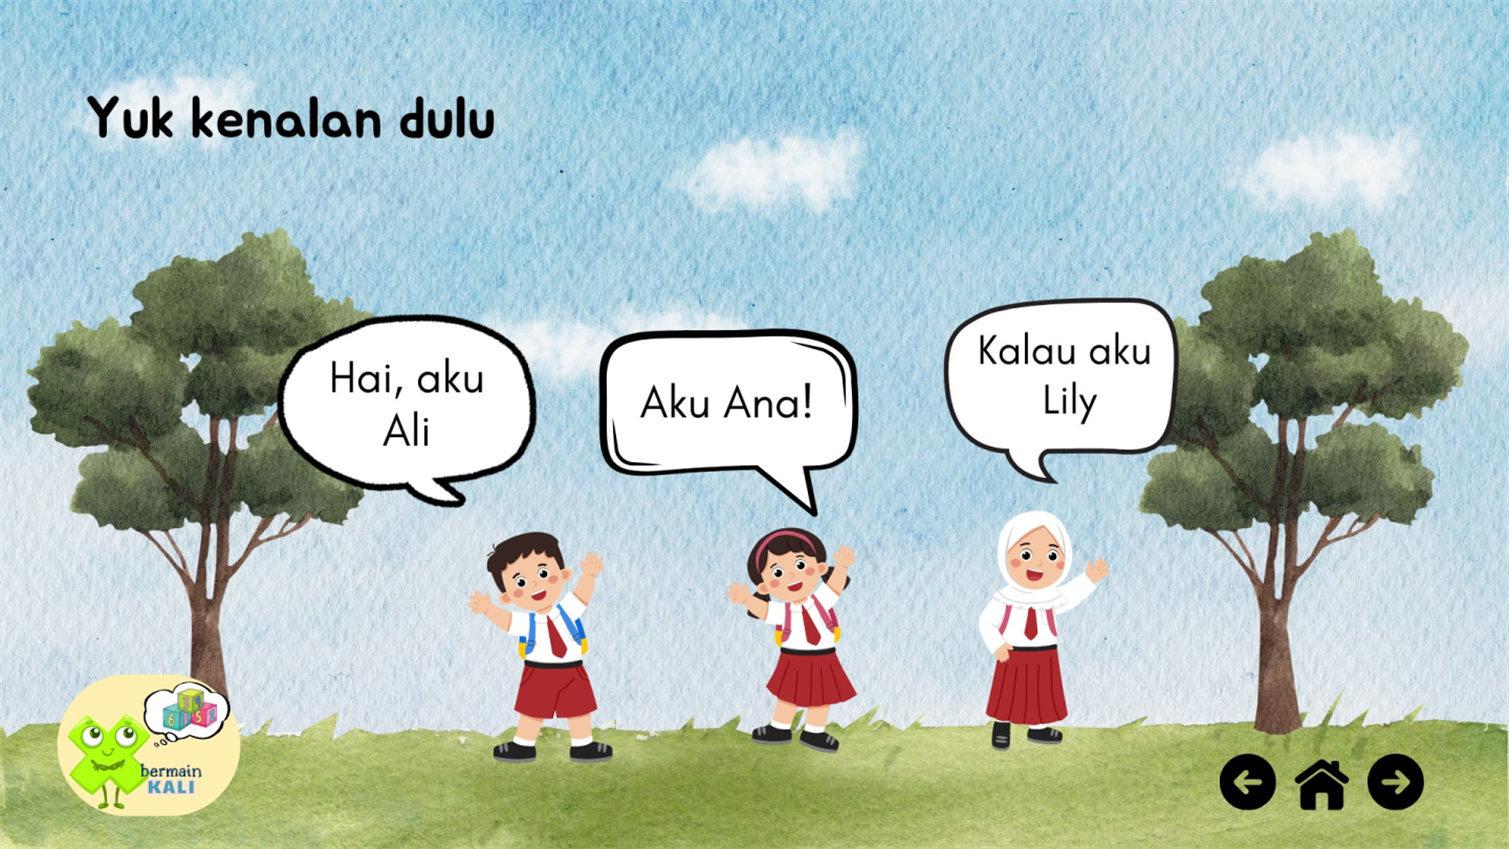 Yuk kenalan dulu
Hai, aku
Ali
Aku Ana!
Kalau aku
Lily
bermain
KALI